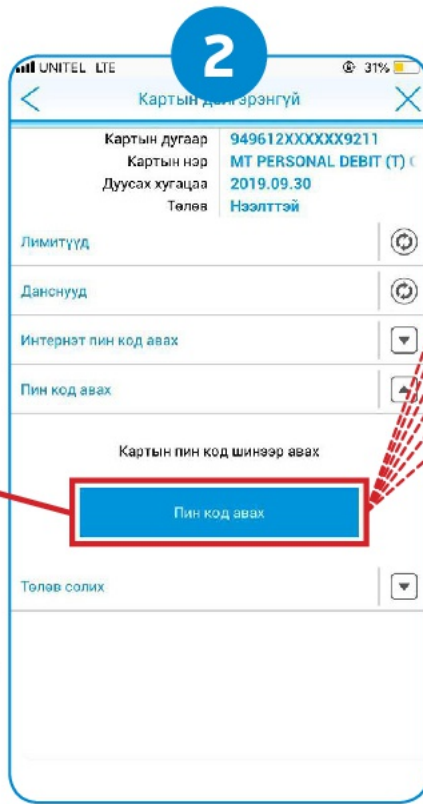 2
UNITEL LTE 31%
Картын дэлгэрэнгүй
Картын дугаар 949612XXXXXX9211
Картын нэр MT PERSONAL DEBIT (T)
Дуусах хугацаа 2019.09.30
Төлөв Нээлттэй
Лимитүүд
Данснууд
Интернэт пин код авах
Пин код авах
Картын пин код шинээр авах
Пин код авах
Төлөв солих